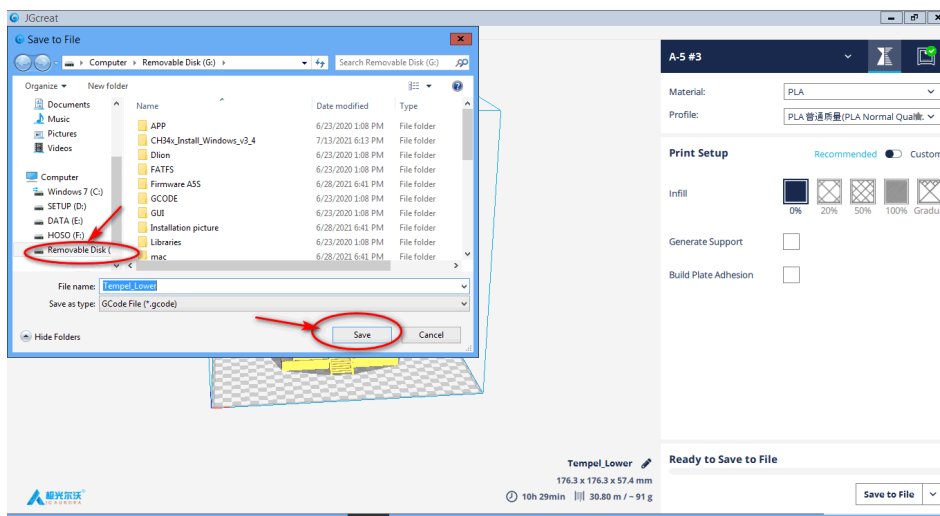 JGcreat
Save to File
Computer Removable Disk (G:)
Search Removable Disk (G:)
Organize
New folder
Documents
Music
Pictures
Videos
Computer
Windows 7 (C:)
SETUP (D:)
DATA (E:)
HOSO (F:)
Removable Disk (
Name Date modified Type
APP 6/23/2020 1:08 PM File folder
CH34x_Install_Windows_v3_4 7/13/2021 6:13 PM File folder
Dlion 6/23/2020 1:08 PM File folder
FATFS 6/23/2020 1:08 PM File folder
Firmware A5S 6/28/2021 6:41 PM File folder
GCODE 6/23/2020 1:08 PM File folder
GUI 6/23/2020 1:08 PM File folder
Installation picture 6/28/2021 6:41 PM File folder
Libraries 6/23/2020 1:08 PM File folder
mac 6/28/2021 6:41 PM File folder
File name: Tempel_Lower
Save as type: GCode File (*.gcode)
Hide Folders
Save
Cancel
A-5 #3
Material: PLA
Profile: PLA 普通质量(PLA Normal Quali
Print Setup
Recommended Custom
Infill
0% 20% 50% 100% Gradu
Generate Support
Build Plate Adhesion
Tempel_Lower
176.3 x 176.3 x 57.4 mm
10h 29min 30.80 m / ~ 91 g
Ready to Save to File
Save to File
极光尔沃
JG AURORA